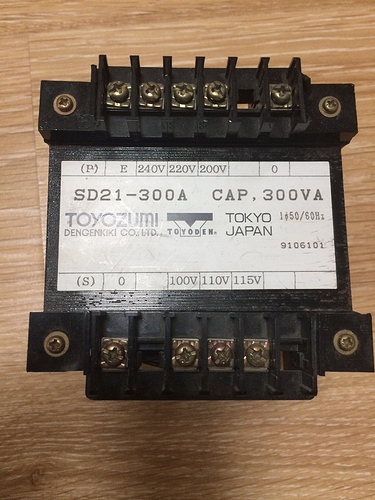 (P) E 240V 220V 200V 0
SD21-300A CAP, 300VA
TOYOZUMI TOKYO 1ϕ50/60Hz
DENGENKIKI CO., LTD., TOYODEN® JAPAN
9106101
(S) 0 100V 110V 115V